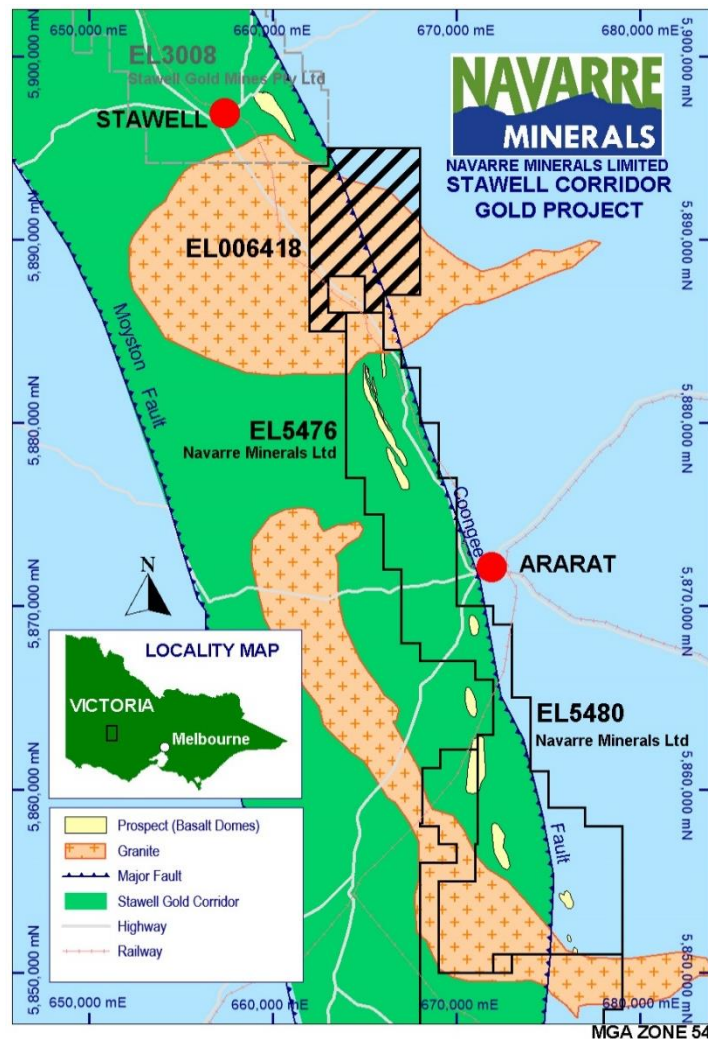 650,000 mE
660,000 mE
670,000 mE
680,000 mE
5,900,000 mN
5,900,000 mN
EL3008
Stawell Gold Mines Pty Ltd
STAWELL
NAVARRE
MINERALS
NAVARRE MINERALS LIMITED
STAWELL CORRIDOR
GOLD PROJECT
5,890,000 mN
5,890,000 mN
EL006418
Moyston
Fault
5,880,000 mN
5,880,000 mN
EL5476
Navarre Minerals Ltd
Coongee
ARARAT
N
5,870,000 mN
5,870,000 mN
LOCALITY MAP
VICTORIA
Melbourne
EL5480
Navarre Minerals Ltd
5,860,000 mN
5,860,000 mN
Fault
Prospect (Basalt Domes)
Granite
Major Fault
Stawell Gold Corridor
Highway
Railway
5,850,000 mN
5,850,000 mN
650,000 mE
660,000 mE
670,000 mE
680,000 mE
MGA ZONE 54